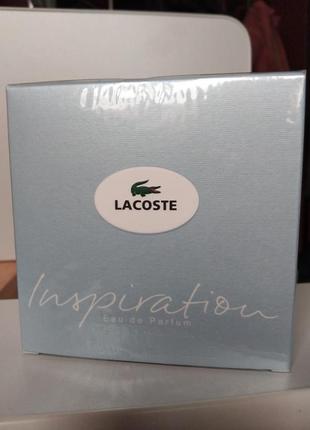 LACOSTE
Inspiration
Eau de Parfum